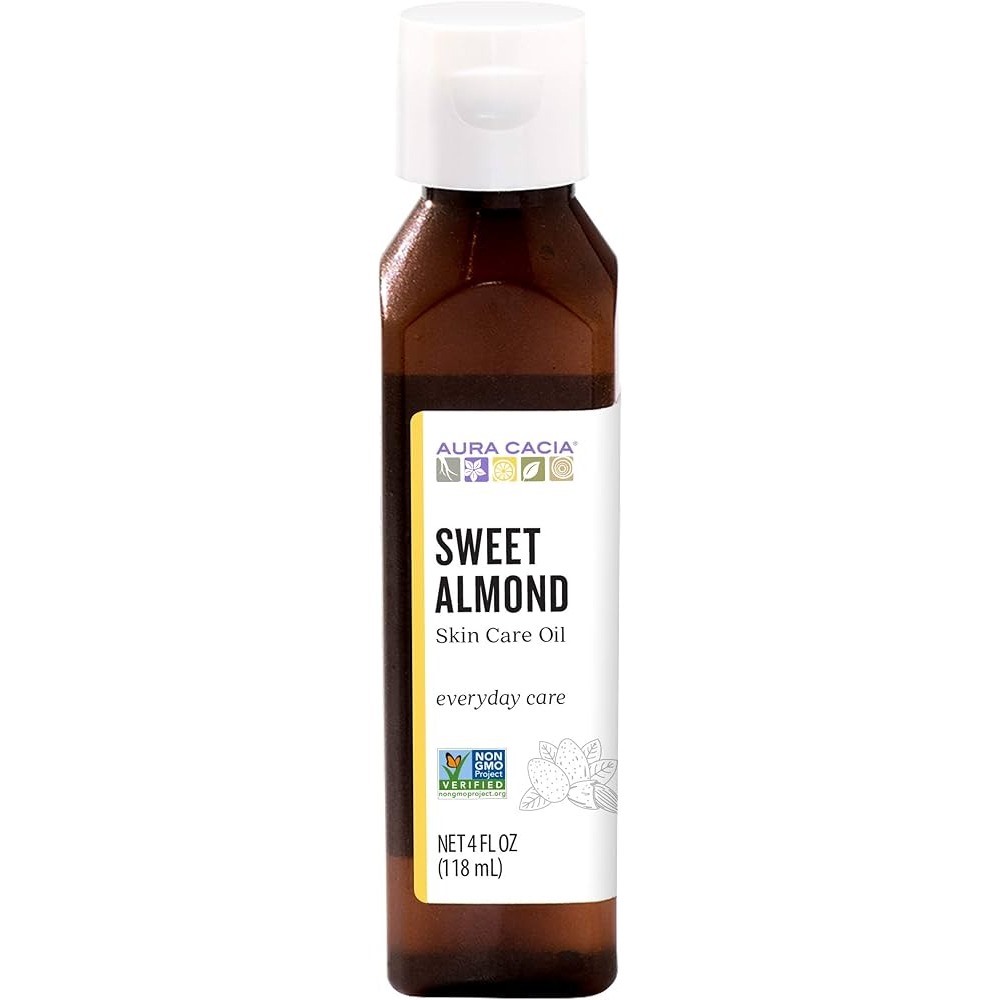 AURA CACIA®
SWEET
ALMOND
Skin Care Oil
everyday care
NON
GMO
Project
VERIFIED
nongmoproject.org
NET 4 FL OZ
(118 mL)